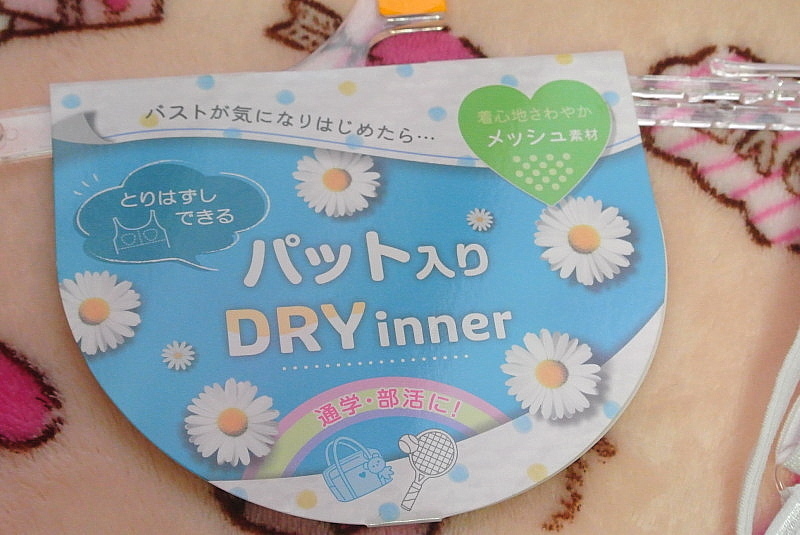 バストが気になりはじめたら…
着心地さわやか
メッシュ素材
とりはずし
できる
パット入り
DRY inner
通学・部活に!